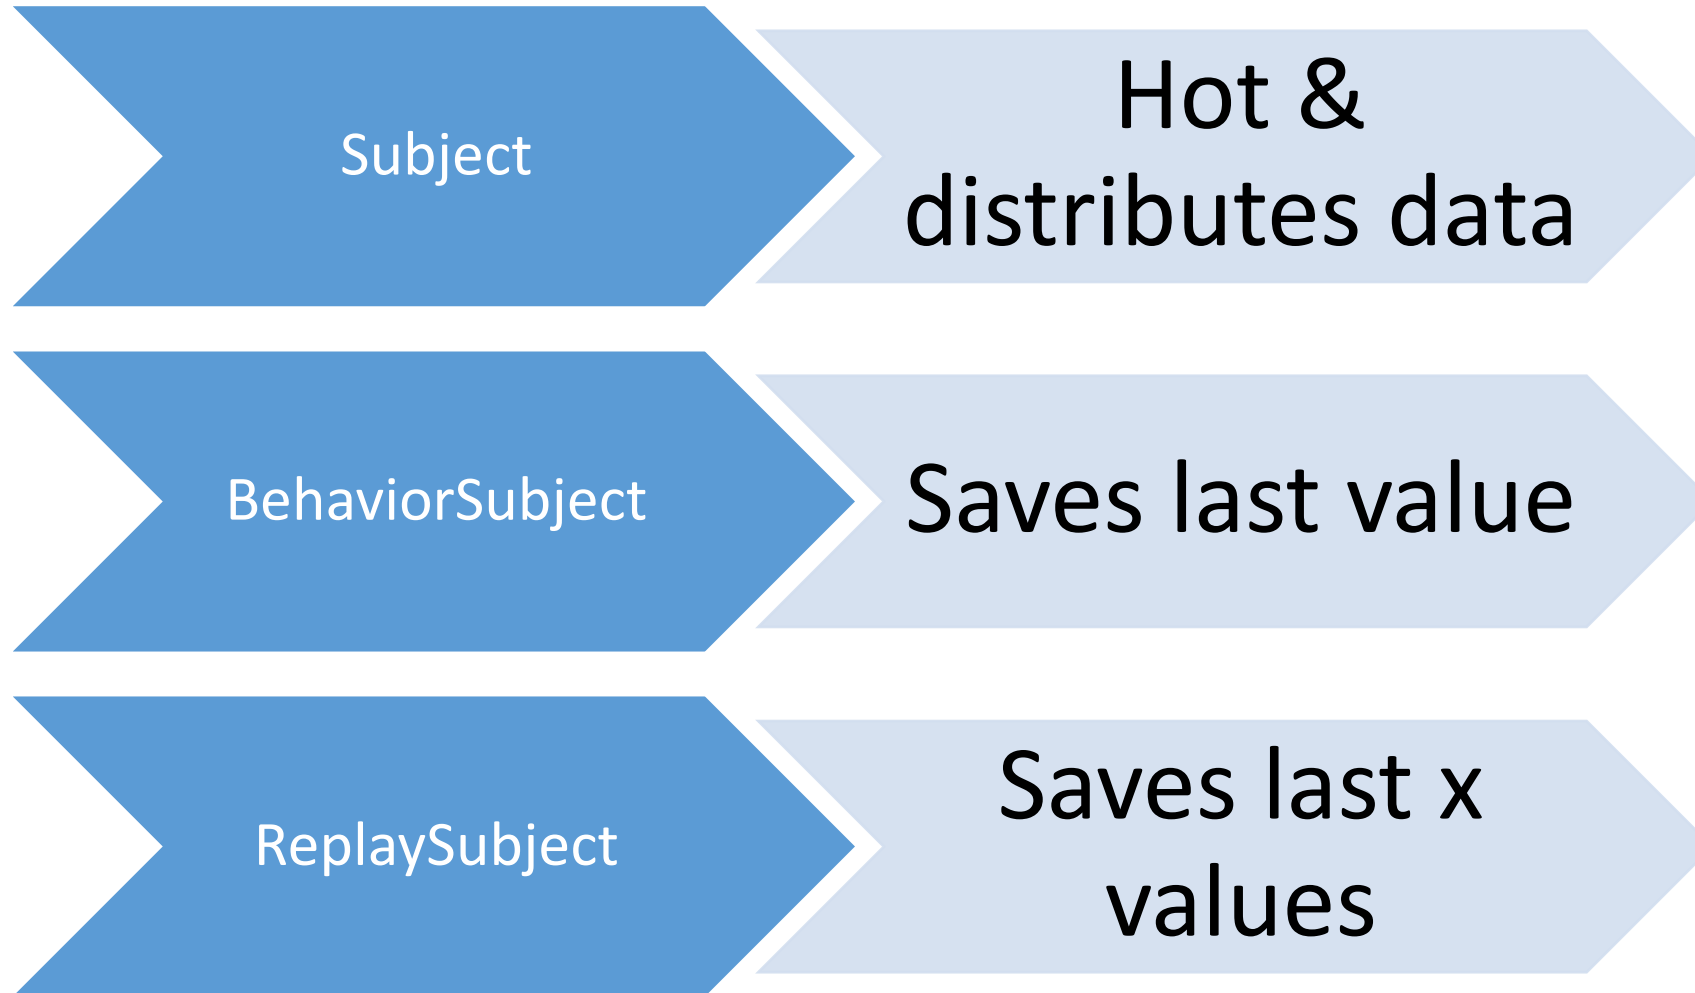 Subject
Hot &
distributes data
BehaviorSubject
Saves last value
ReplaySubject
Saves last x
values